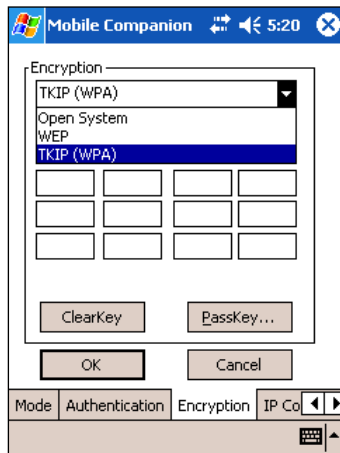 Mobile Companion 5:20
Encryption
TKIP (WPA)
Open System
WEP
TKIP (WPA)
ClearKey PassKey...
OK Cancel
Mode Authentication Encryption IP Co